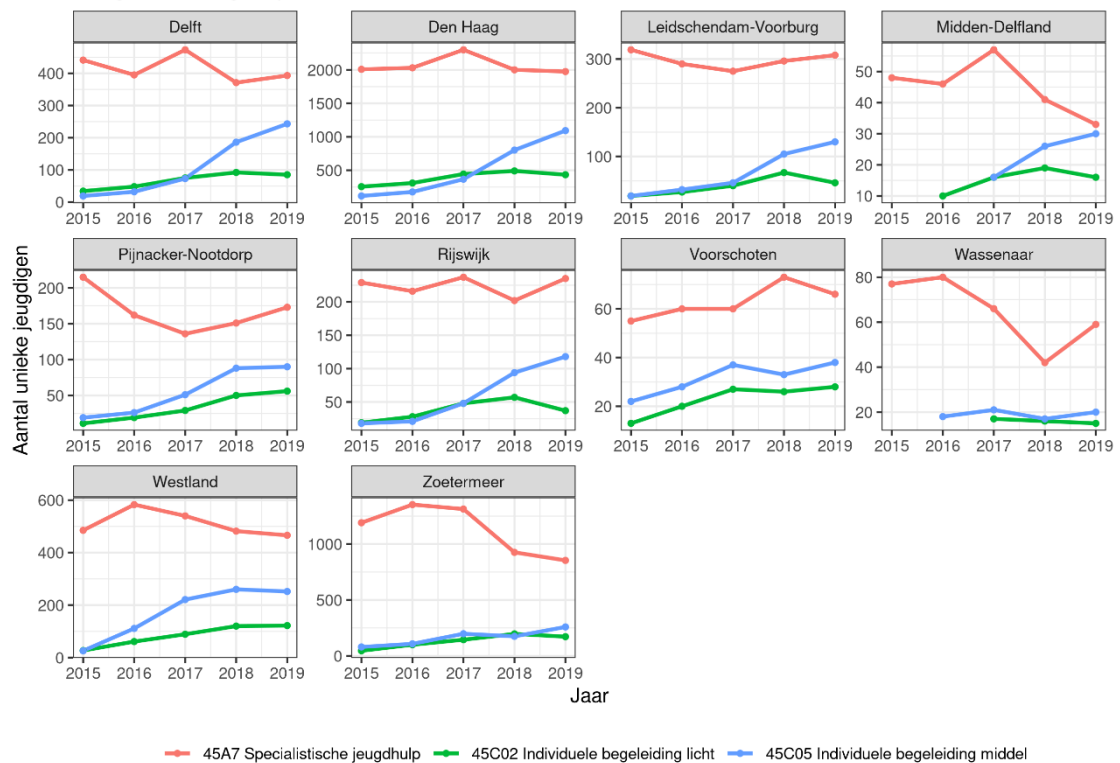 Delft
Den Haag
Leidschendam-Voorburg
Midden-Delfland
400
300
200
100
0
2015 2016 2017 2018 2019
2000
1500
1000
500
2015 2016 2017 2018 2019
300
200
100
2015 2016 2017 2018 2019
50
40
30
20
10
2015 2016 2017 2018 2019
Pijnacker-Nootdorp
Rijswijk
Voorschoten
Wassenaar
200
150
100
50
2015 2016 2017 2018 2019
200
150
100
50
2015 2016 2017 2018 2019
60
40
20
2015 2016 2017 2018 2019
80
60
40
20
2015 2016 2017 2018 2019
Westland
Zoetermeer
600
400
200
0
2015 2016 2017 2018 2019
1000
500
0
2015 2016 2017 2018 2019
Aantal unieke jeugdigen
Jaar
45A7 Specialistische jeugdhulp 45C02 Individuele begeleiding licht 45C05 Individuele begeleiding middel